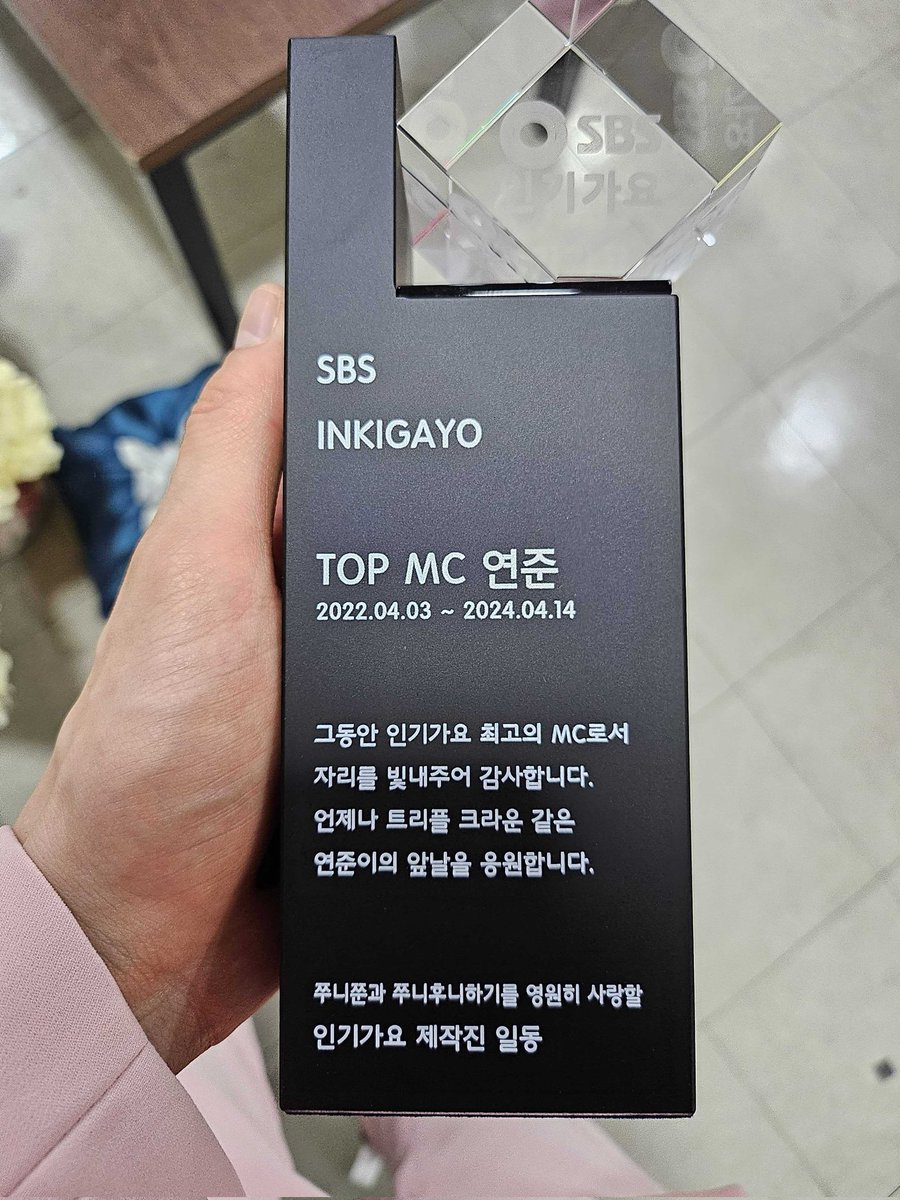 SBS
인기가요
SBS
INKIGAYO
TOP MC 연준
2022.04.03 ~ 2024.04.14
그동안 인기가요 최고의 MC로서
자리를 빛내주어 감사합니다.
언제나 트리플 크라운 같은
연준이의 앞날을 응원합니다.
쭈니쭌과 쭈니후니하기를 영원히 사랑할
인기가요 제작진 일동